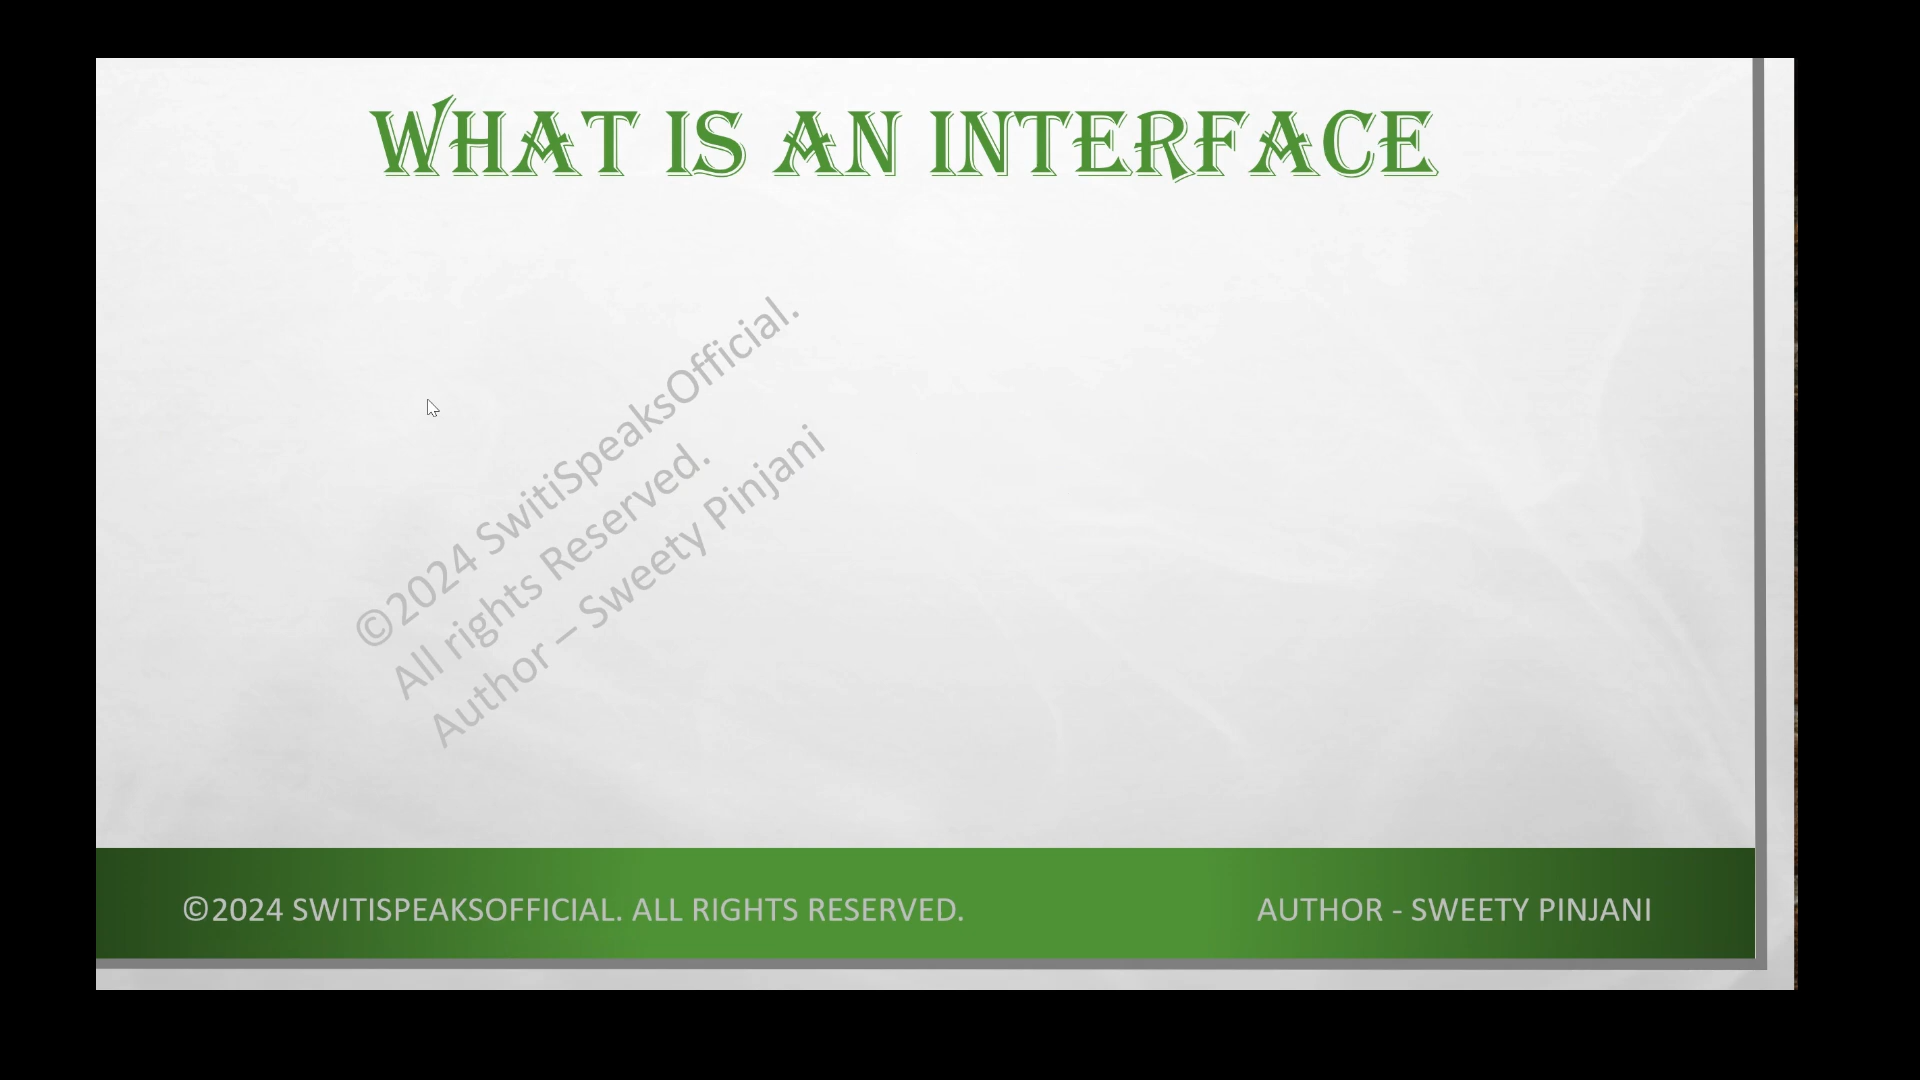 WHAT IS AN INTERFACE
©2024 SwitiSpeaksOfficial.
All rights Reserved.
Author – Sweety Pinjani
©2024 SWITISPEAKSOFFICIAL. ALL RIGHTS RESERVED.
AUTHOR - SWEETY PINJANI